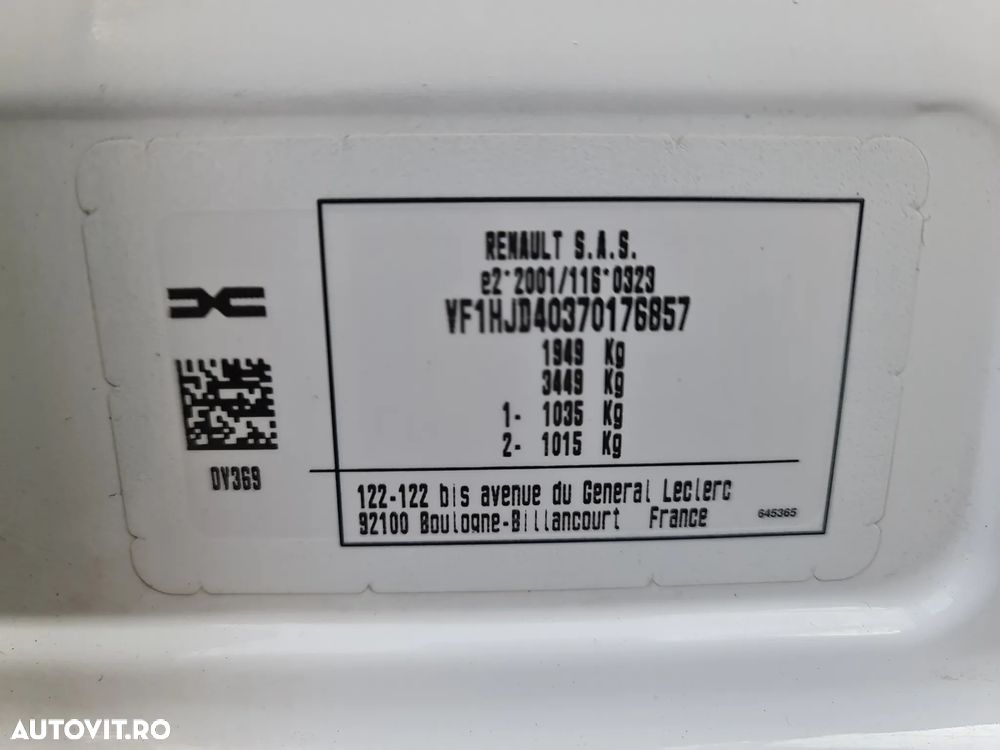 RENAULT S.A.S.
e2*2001/116*0323
VF1HJD40370176857
1949 Kg
3449 Kg
1- 1035 Kg
2- 1015 Kg
DV369
122-122 bis avenue du General Leclerc
92100 Boulogne-Billancourt France
645365
AUTOVIT.RO